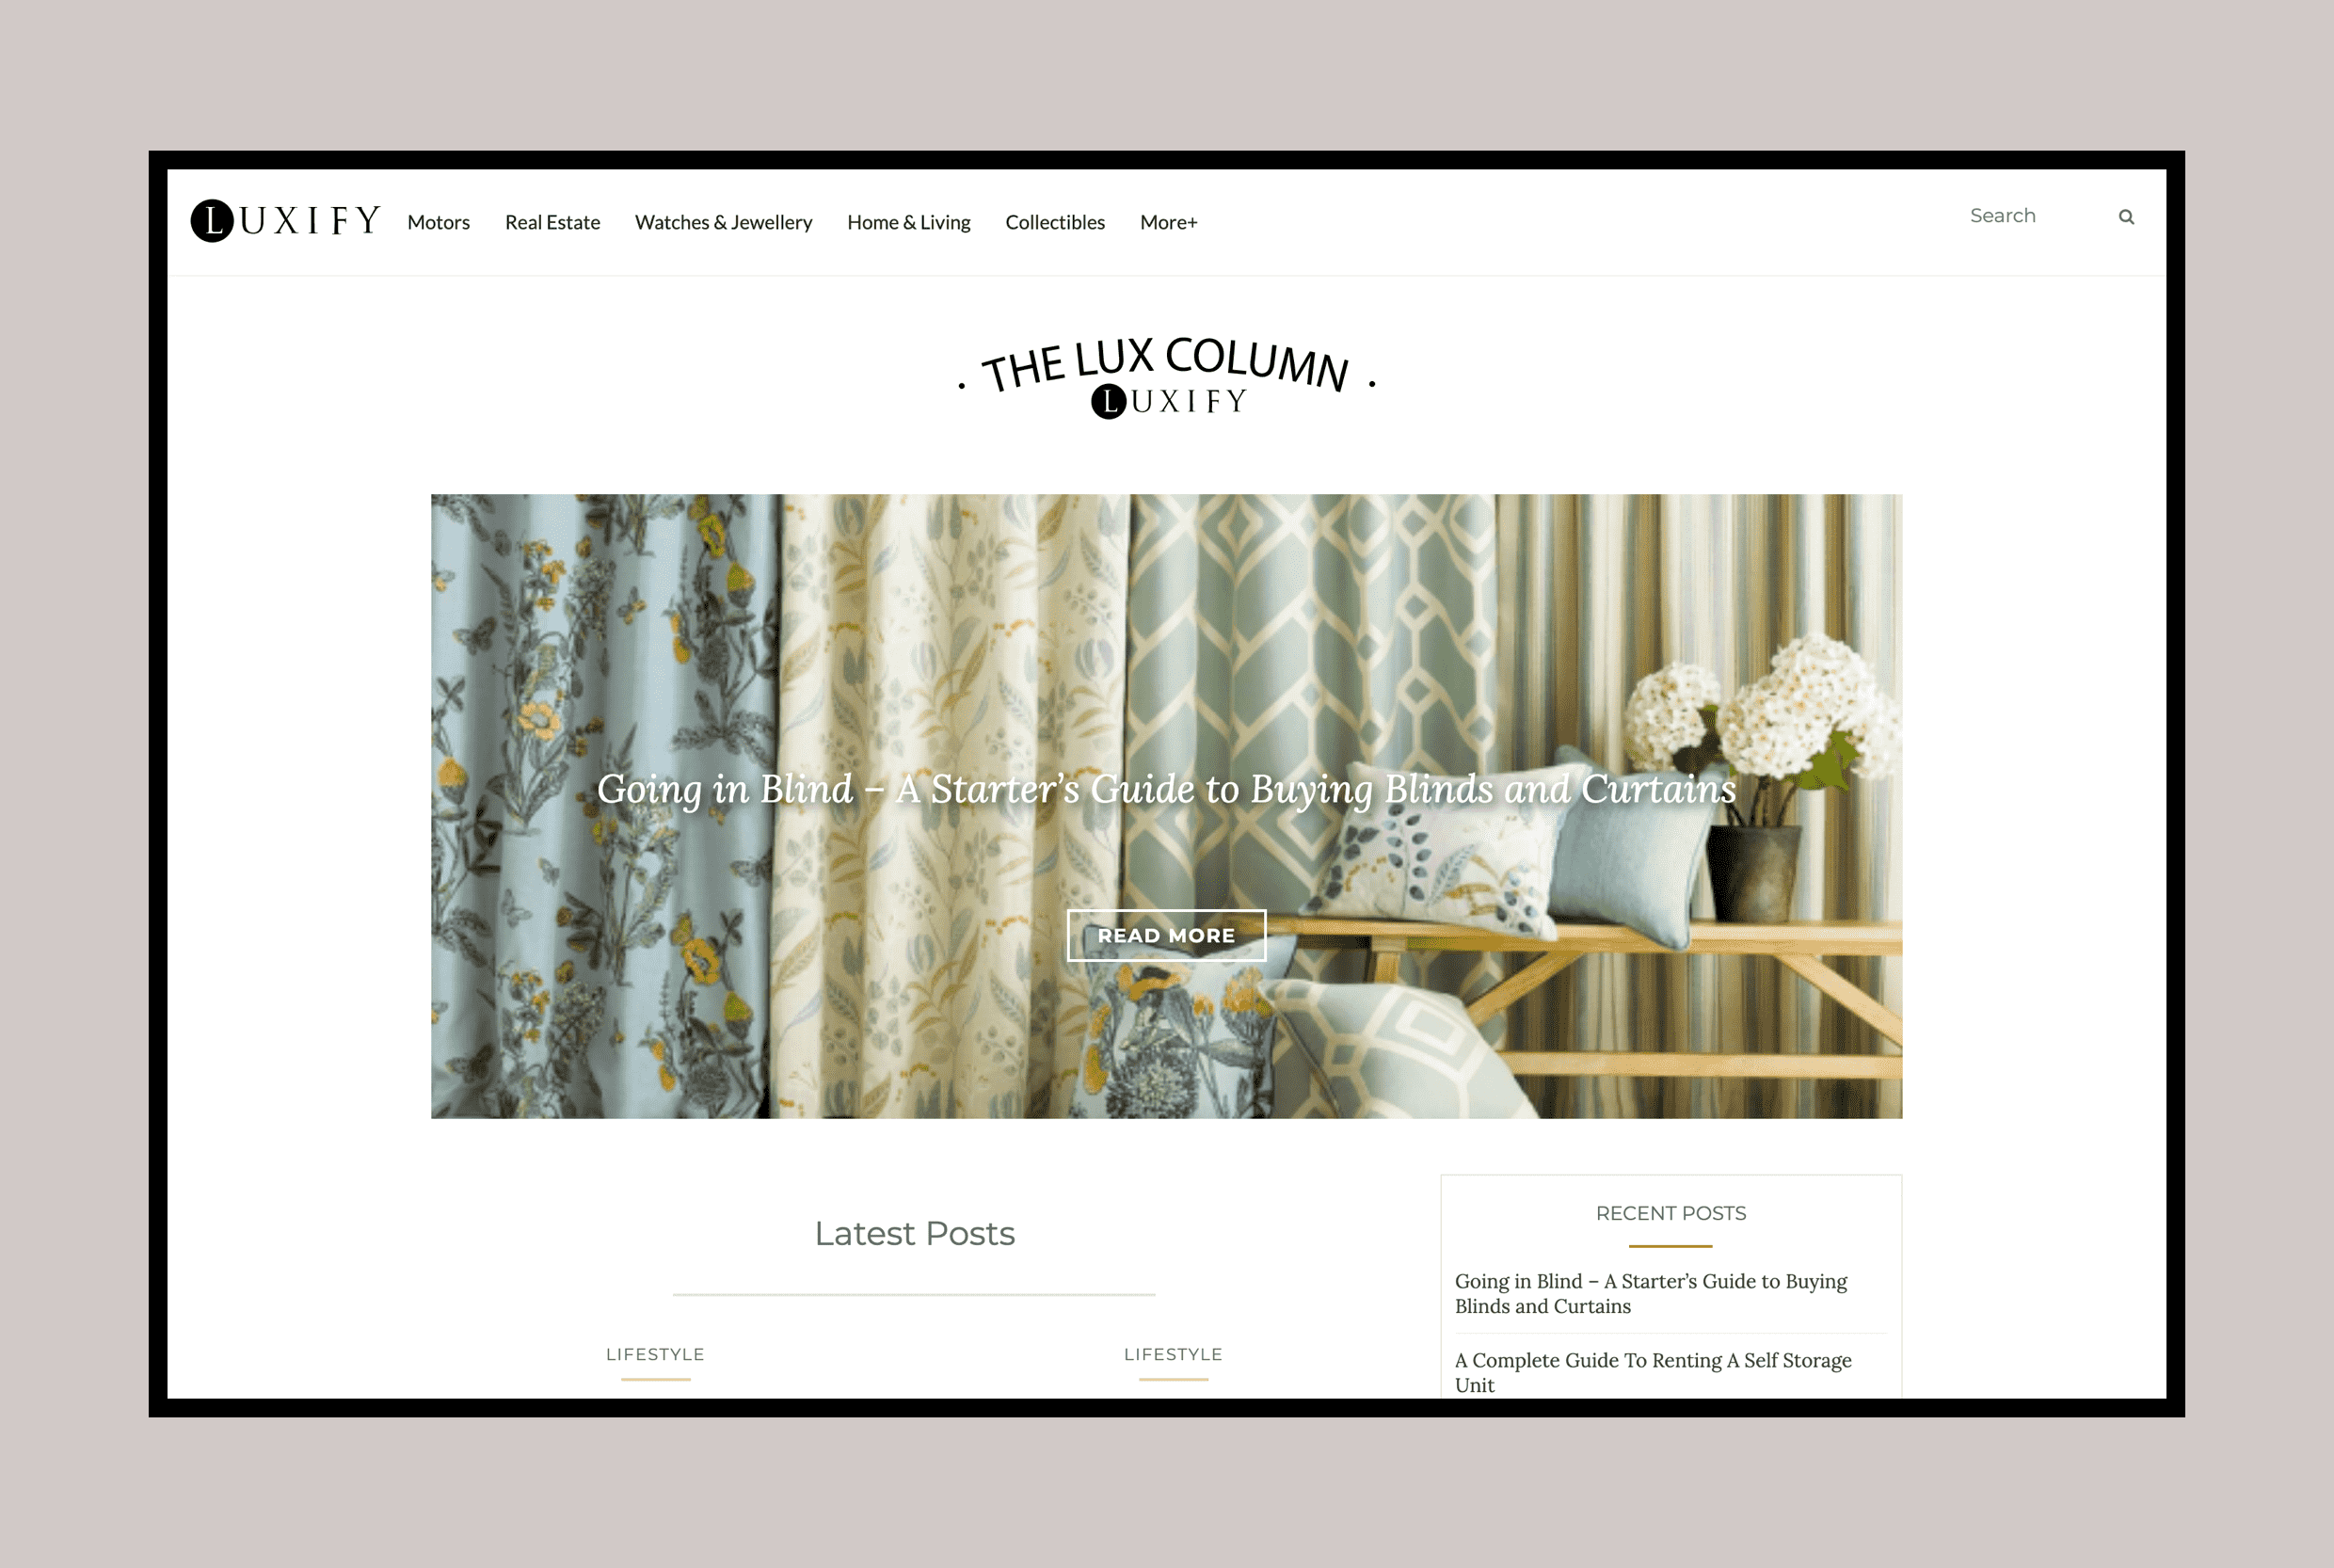 LUXIFY Motors Real Estate Watches & Jewellery Home & Living Collectibles More+ Search
. THE LUX COLUMN .
LUXIFY
Going in Blind – A Starter’s Guide to Buying Blinds and Curtains
READ MORE
Latest Posts
LIFESTYLE
LIFESTYLE
RECENT POSTS
Going in Blind – A Starter’s Guide to Buying
Blinds and Curtains
A Complete Guide To Renting A Self Storage
Unit